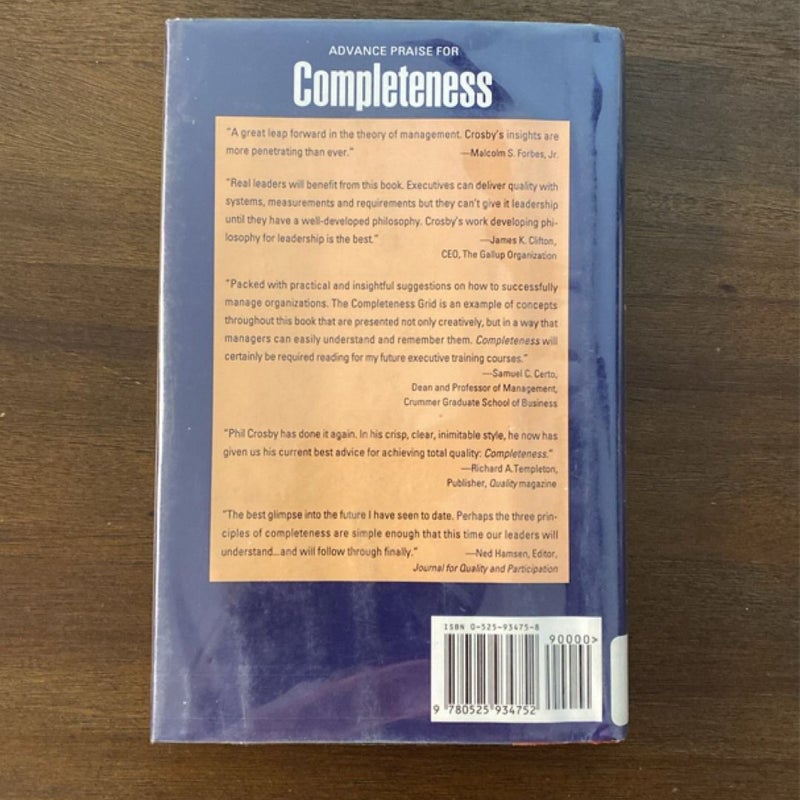 ADVANCE PRAISE FOR
Completeness
"A great leap forward in the theory of management. Crosby's insights are
more penetrating than ever." —Malcolm S. Forbes, Jr.
"Real leaders will benefit from this book. Executives can deliver quality with
systems, measurements and requirements but they can't give it leadership
until they have a well-developed philosophy. Crosby's work developing phi-
losophy for leadership is the best." —James K. Clifton,
CEO, The Gallup Organization
"Packed with practical and insightful suggestions on how to successfully
manage organizations. The Completeness Grid is an example of concepts
throughout this book that are presented not only creatively, but in a way that
managers can easily understand and remember them. Completeness will
certainly be required reading for my future executive training courses."
—Samuel C. Certo,
Dean and Professor of Management,
Crummer Graduate School of Business
"Phil Crosby has done it again. In his crisp, clear, inimitable style, he now has
given us his current best advice for achieving total quality: Completeness."
—Richard A. Templeton,
Publisher, Quality magazine
"The best glimpse into the future I have seen to date. Perhaps the three prin-
ciples of completeness are simple enough that this time our leaders will
understand...and will follow through finally." —Ned Hamsen, Editor,
Journal for Quality and Participation
ISBN 0-525-93475-8
90000>
9 780525 934752